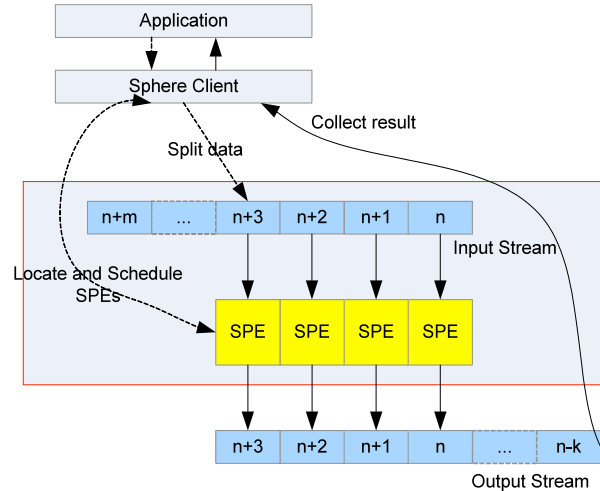 Application
Sphere Client
Collect result
Split data
n+m ... n+3 n+2 n+1 n
Input Stream
Locate and Schedule
SPEs
SPE SPE SPE SPE
n+3 n+2 n+1 n ... n-k
Output Stream